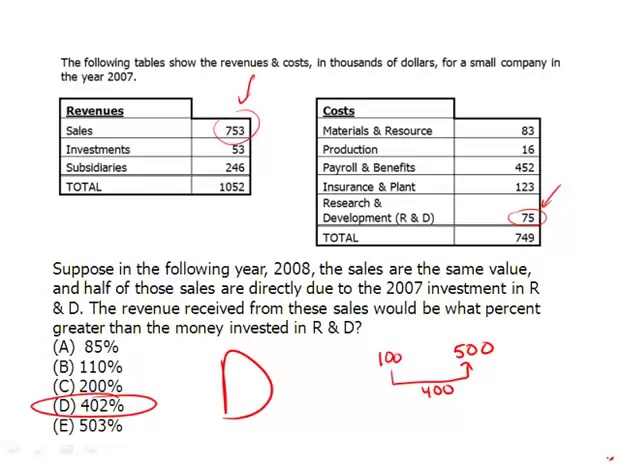 The following tables show the revenues & costs, in thousands of dollars, for a small company in
the year 2007.
Revenues
Sales 753
Investments 53
Subsidiaries 246
TOTAL 1052
Costs
Materials & Resource 83
Production 16
Payroll & Benefits 452
Insurance & Plant 123
Research &
Development (R & D) 75
TOTAL 749
Suppose in the following year, 2008, the sales are the same value,
and half of those sales are directly due to the 2007 investment in R
& D. The revenue received from these sales would be what percent
greater than the money invested in R & D?
(A) 85%
(B) 110%
(C) 200%
(D) 402%
(E) 503%
D
100 500
400